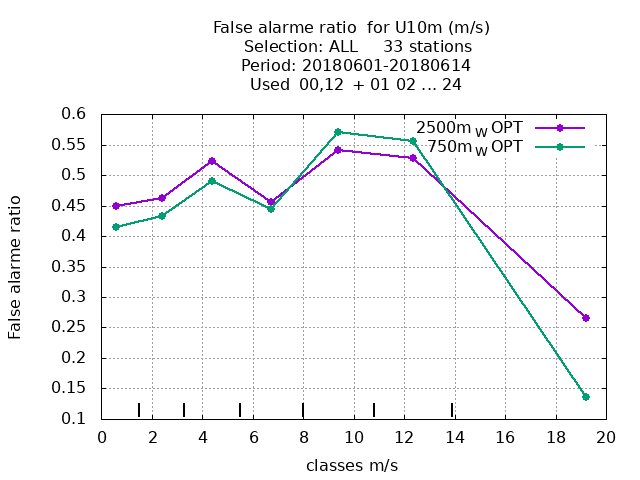 False alarme ratio  for U10m (m/s)
Selection: ALL     33 stations
Period: 20180601-20180614
Used  00,12  + 01 02 ... 24
2500m W OPT
750m W OPT
False alarme ratio
0.6
0.55
0.5
0.45
0.4
0.35
0.3
0.25
0.2
0.15
0.1
0 2 4 6 8 10 12 14 16 18 20
classes m/s